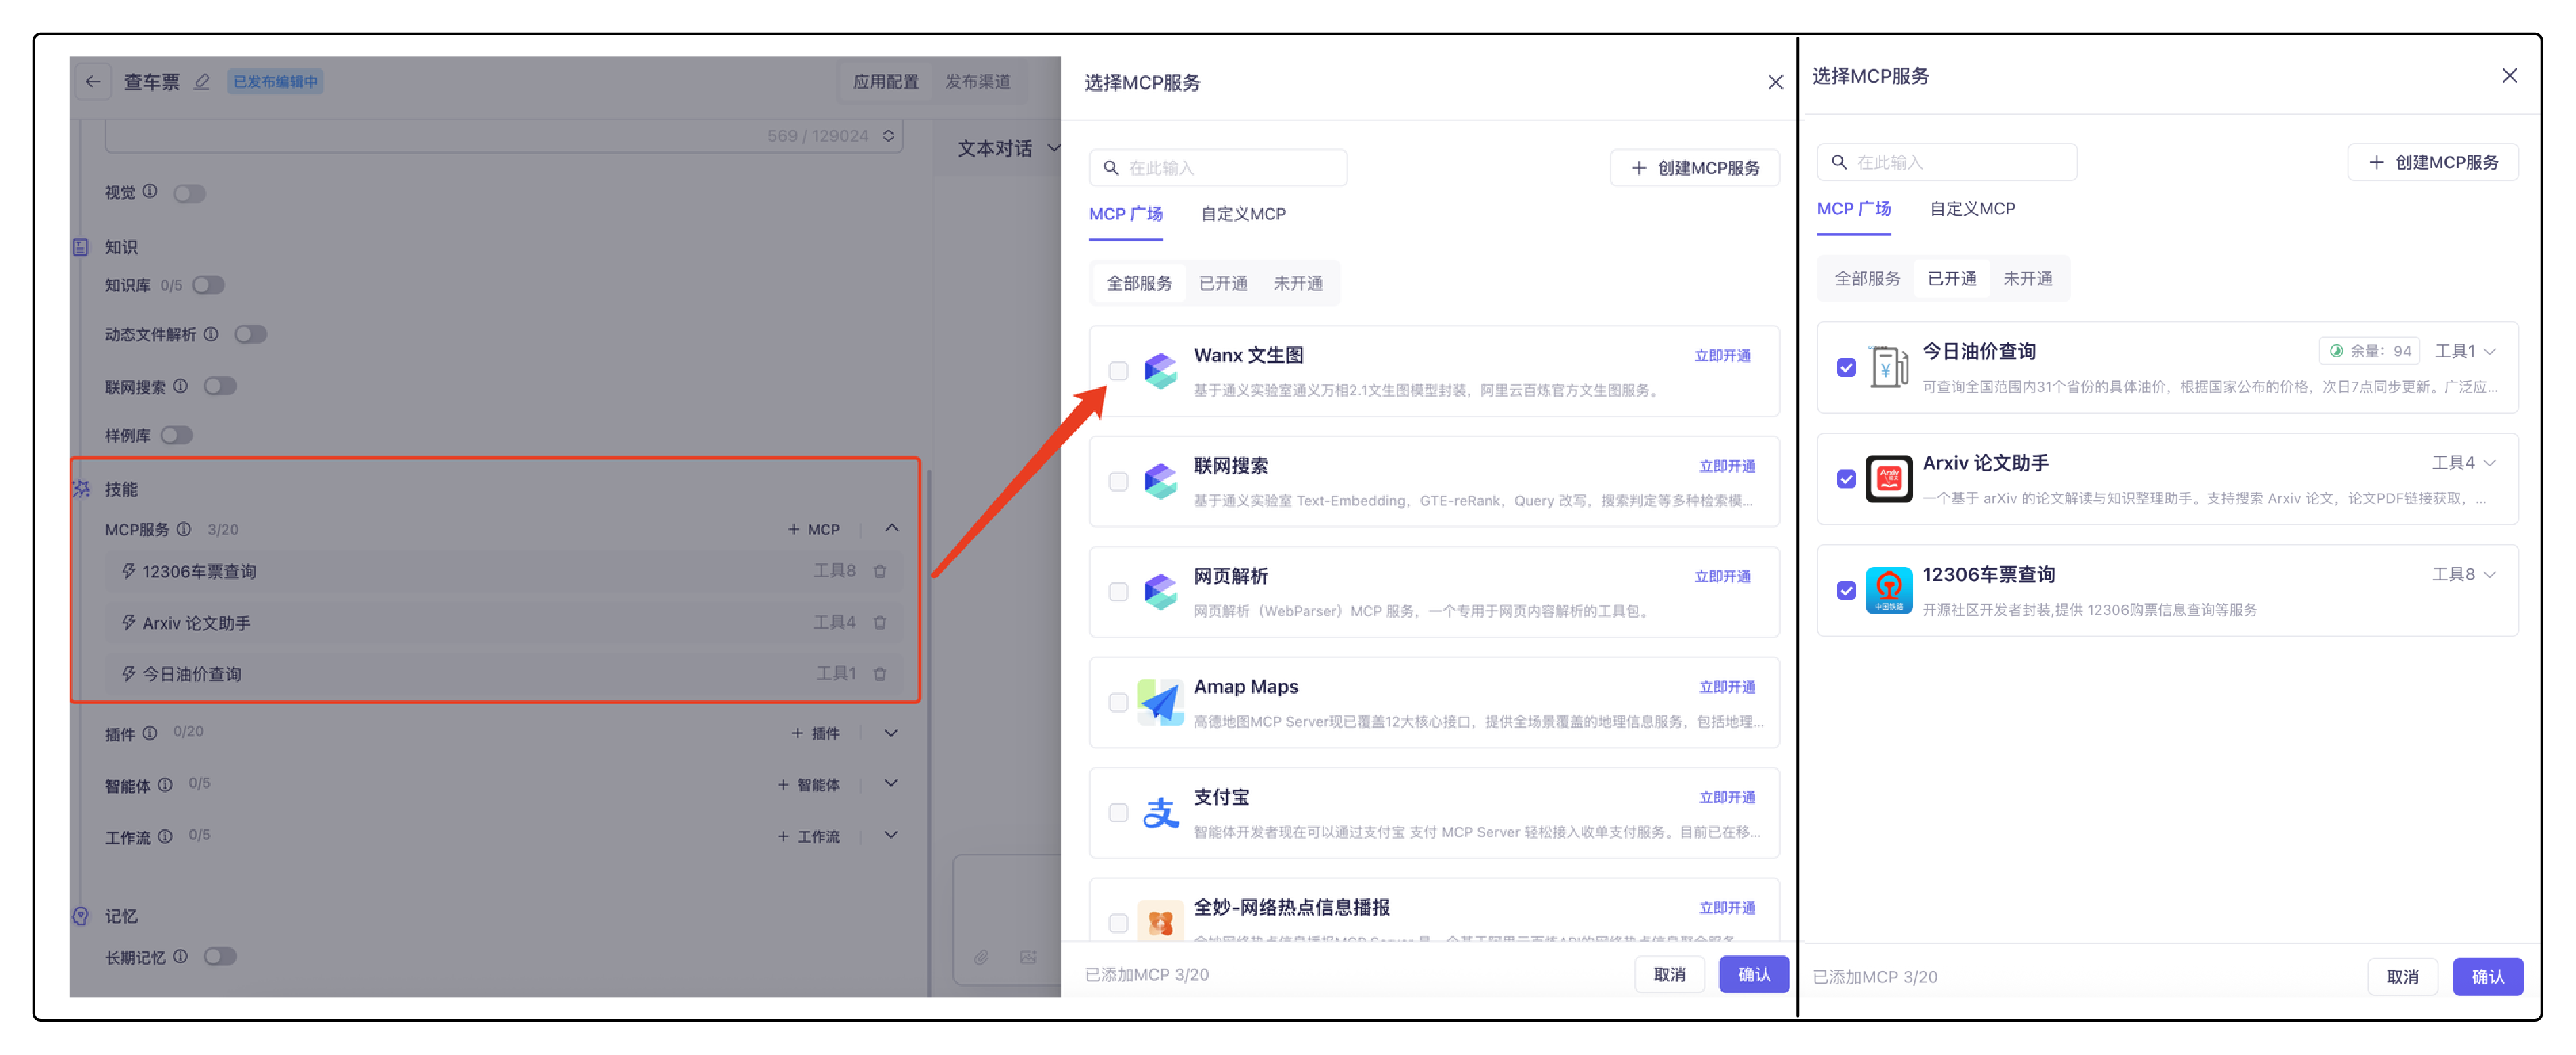 查车票 已发布编辑中
应用配置 发布渠道
569 / 129024
文本对话
视觉
知识
知识库 0/5
动态文件解析
联网搜索
样例库
技能
MCP服务 3/20 + MCP
12306车票查询 工具8
Arxiv 论文助手 工具4
今日油价查询 工具1
插件 0/20 + 插件
智能体 0/5 + 智能体
工作流 0/5 + 工作流
记忆
长期记忆
选择MCP服务
在此输入
+ 创建MCP服务
MCP 广场 自定义MCP
全部服务 已开通 未开通
Wanx 文生图 立即开通
基于通义实验室通义万相2.1文生图模型封装，阿里云百炼官方文生图服务。
联网搜索 立即开通
基于通义实验室 Text-Embedding，GTE-reRank，Query 改写，搜索判定等多种检索模...
网页解析 立即开通
网页解析（WebParser）MCP 服务，一个专用于网页内容解析的工具包。
Amap Maps 立即开通
高德地图MCP Server现已覆盖12大核心接口，提供全场景覆盖的地理信息服务，包括地理...
支付宝 立即开通
智能体开发者现在可以通过支付宝 支付 MCP Server 轻松接入收单支付服务。目前已在移...
全妙-网络热点信息播报 立即开通
已添加MCP 3/20
取消 确认
选择MCP服务
在此输入
+ 创建MCP服务
MCP 广场 自定义MCP
全部服务 已开通 未开通
今日油价查询 余量：94 工具1
可查询全国范围内31个省份的具体油价，根据国家公布的价格，次日7点同步更新。广泛应...
Arxiv 论文助手 工具4
一个基于 arXiv 的论文解读与知识整理助手。支持搜索 Arxiv 论文，论文PDF链接获取，...
12306车票查询 工具8
开源社区开发者封装,提供 12306购票信息查询等服务
中国铁路
已添加MCP 3/20
取消 确认